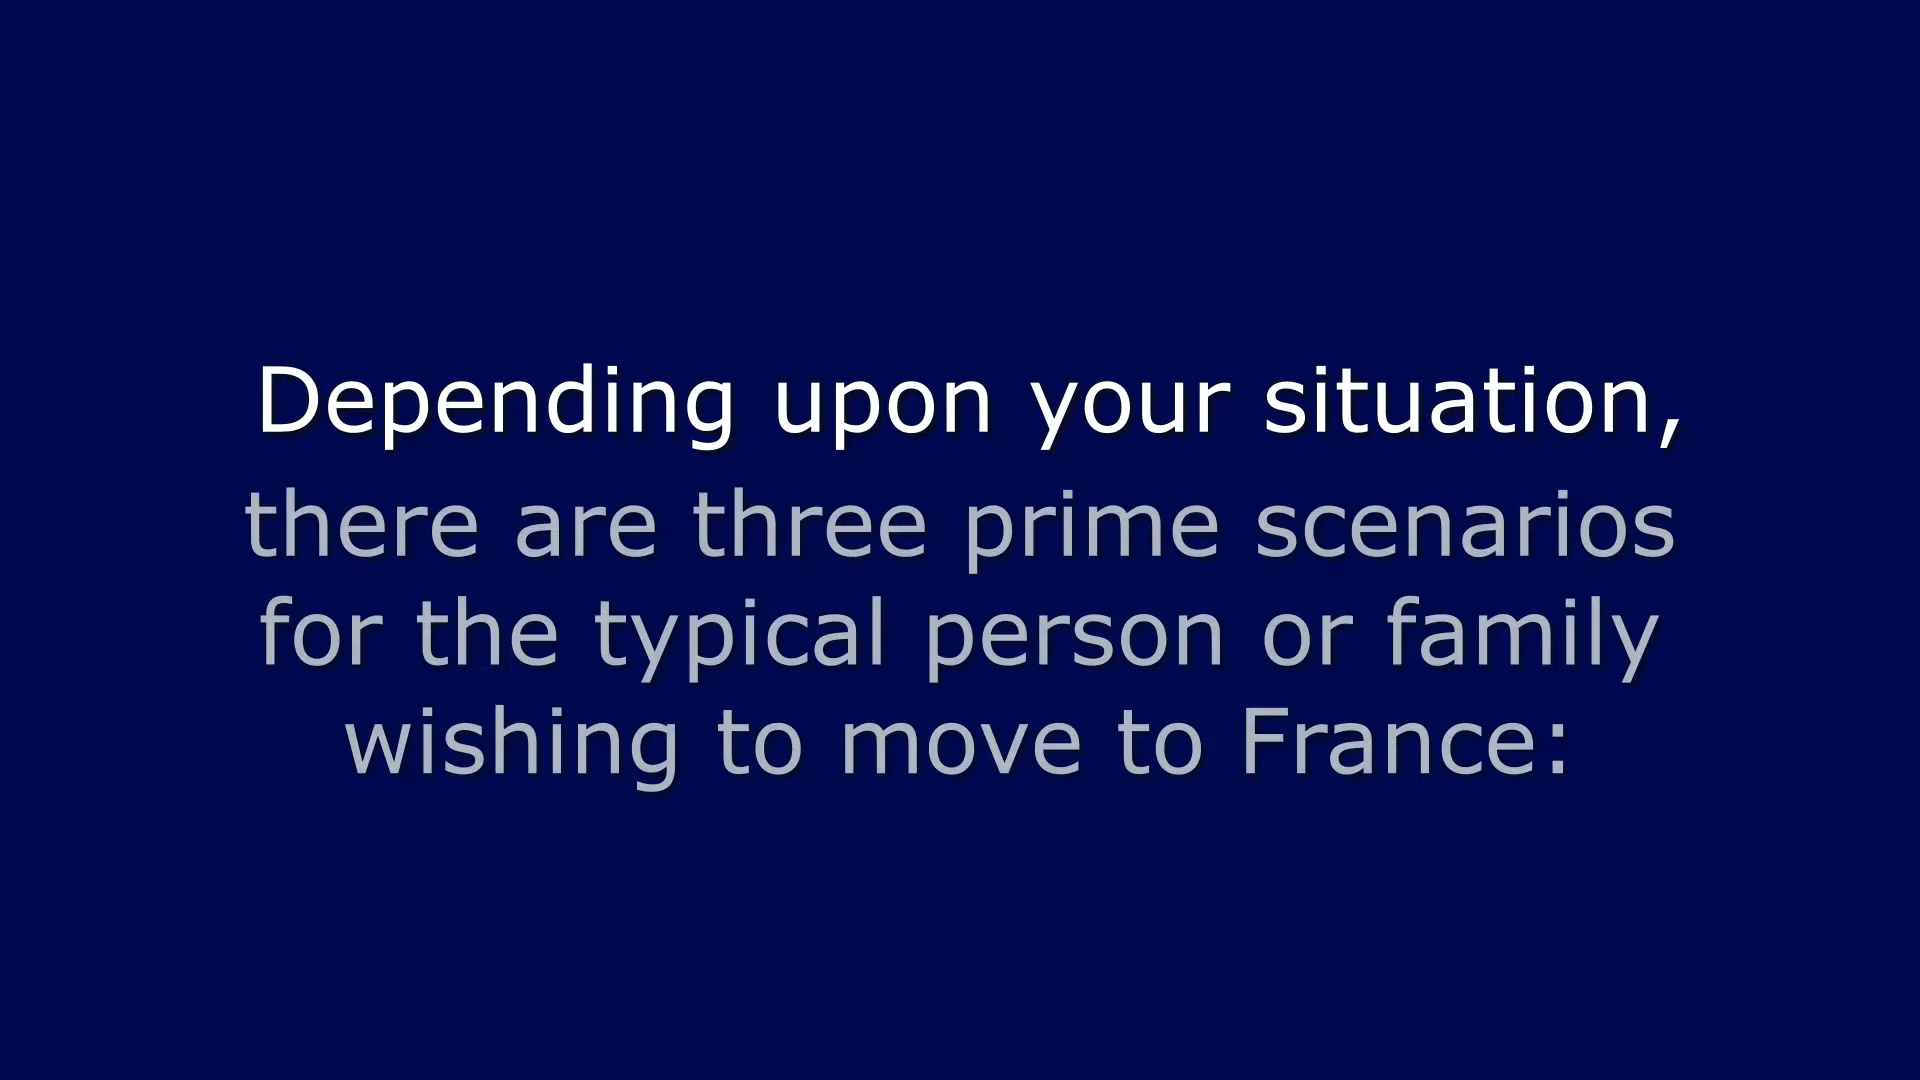 Depending upon your situation,
there are three prime scenarios
for the typical person or family
wishing to move to France: